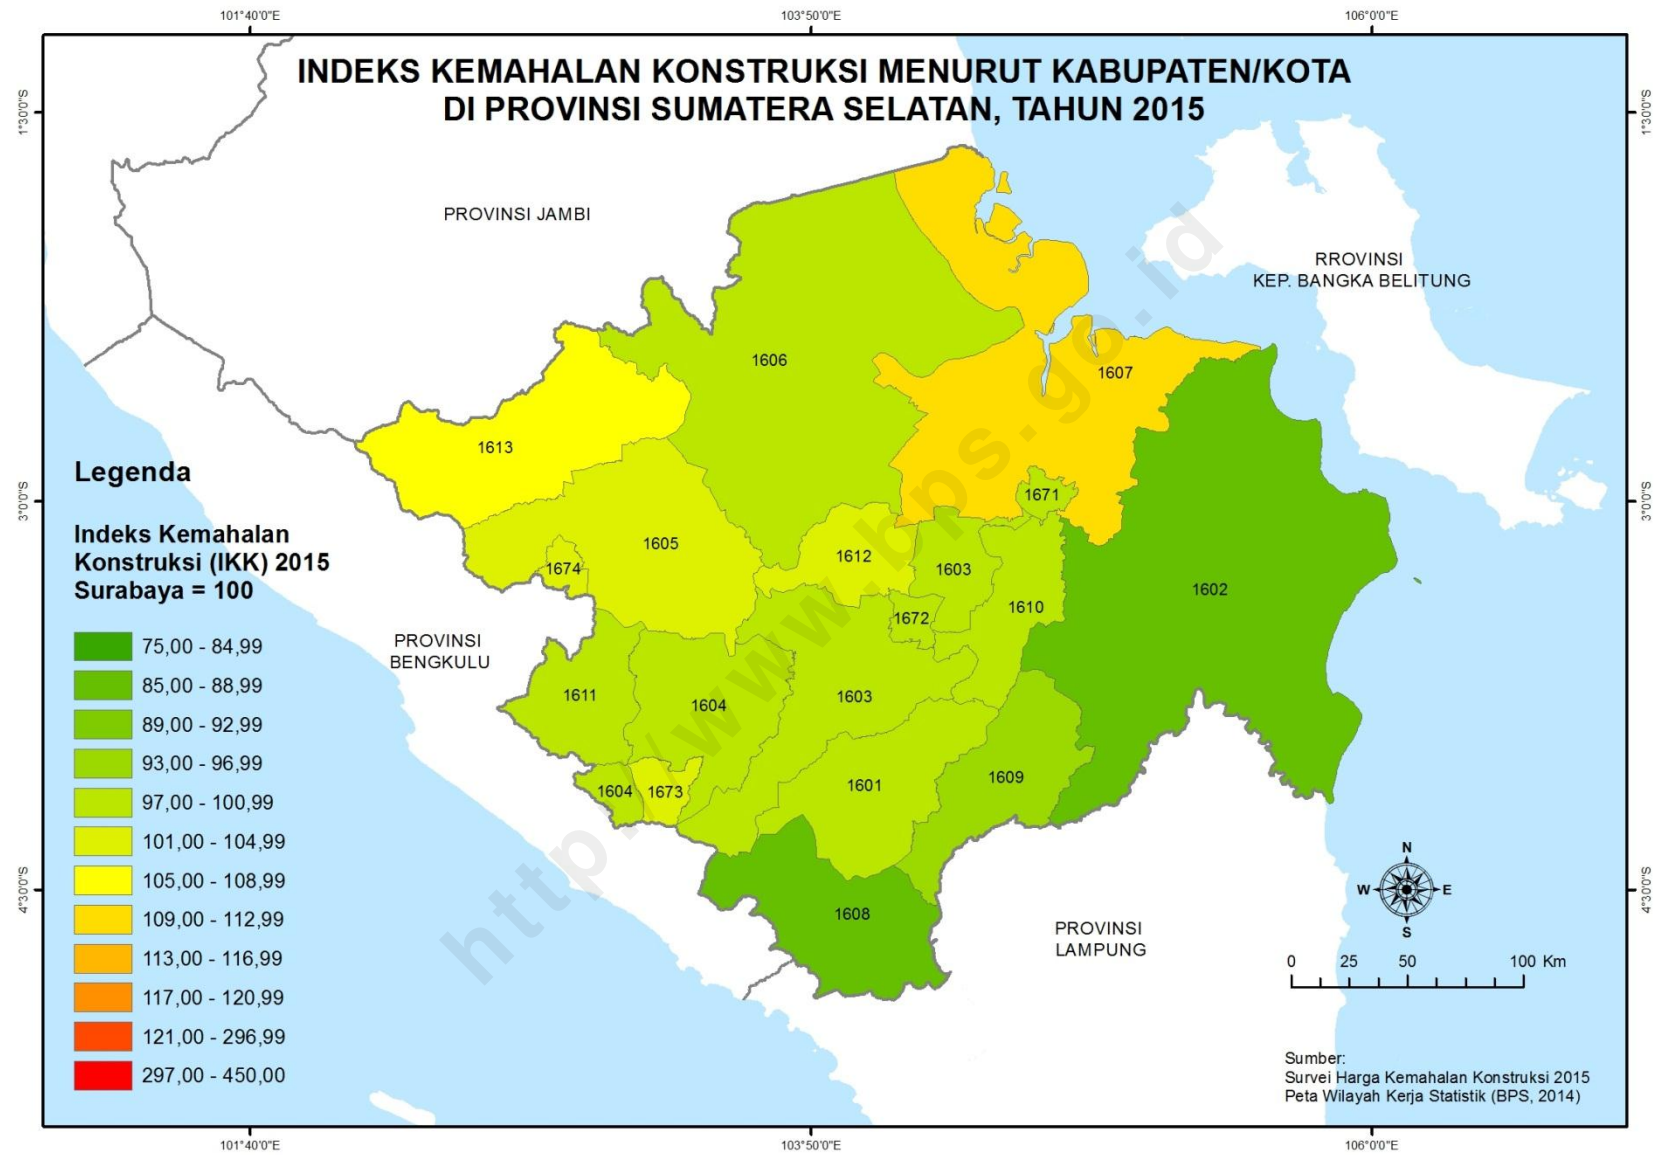 101°40'0"E
103°50'0"E
106°0'0"E
INDEKS KEMAHALAN KONSTRUKSI MENURUT KABUPATEN/KOTA
DI PROVINSI SUMATERA SELATAN, TAHUN 2015
1°30'0"S
1°30'0"S
PROVINSI JAMBI
RROVINSI
KEP. BANGKA BELITUNG
1606
1607
1613
1671
1605
1612
1674
1603
1602
1610
1672
PROVINSI
BENGKULU
1611
1604
1603
1604
1673
1601
1609
1608
PROVINSI
LAMPUNG
3°0'0"S
3°0'0"S
4°30'0"S
4°30'0"S
Legenda
Indeks Kemahalan
Konstruksi (IKK) 2015
Surabaya = 100
75,00 - 84,99
85,00 - 88,99
89,00 - 92,99
93,00 - 96,99
97,00 - 100,99
101,00 - 104,99
105,00 - 108,99
109,00 - 112,99
113,00 - 116,99
117,00 - 120,99
121,00 - 296,99
297,00 - 450,00
N
W
E
S
0 25 50 100 Km
Sumber:
Survei Harga Kemahalan Konstruksi 2015
Peta Wilayah Kerja Statistik (BPS, 2014)
http://www.bps.go.id
101°40'0"E
103°50'0"E
106°0'0"E